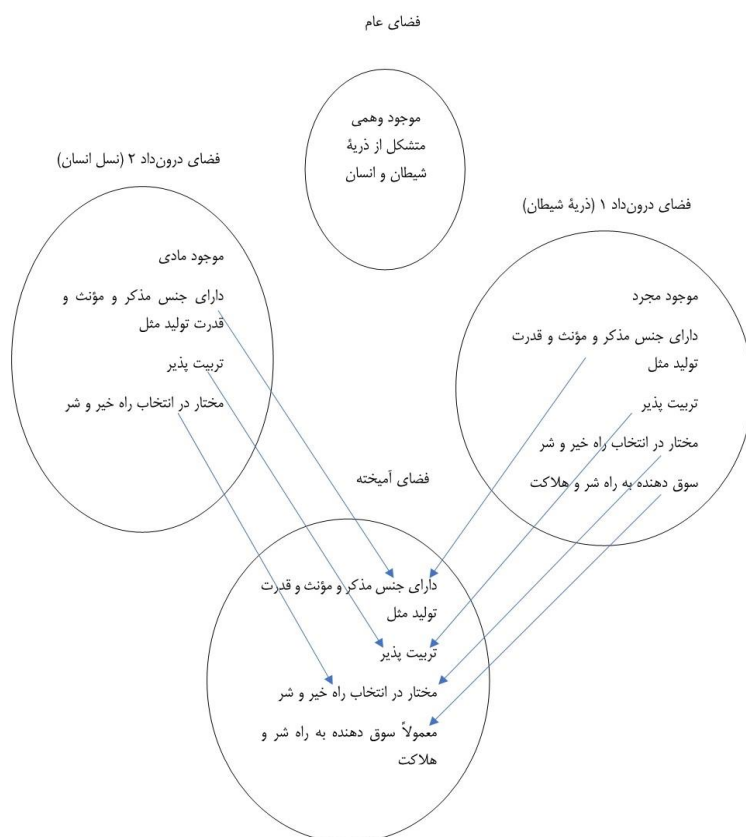 فضای عام
موجود وهمی
متشکل از ذریهٔ
شیطان و انسان
فضای درون‌داد ۱ (ذریهٔ شیطان)
موجود مجرد
دارای جنس مذکر و مؤنث و قدرت
تولید مثل
تربیت پذیر
مختار در انتخاب راه خیر و شر
سوق دهنده به راه شر و هلاکت
فضای درون‌داد ۲ (نسل انسان)
موجود مادی
دارای جنس مذکر و مؤنث و
قدرت تولید مثل
تربیت پذیر
مختار در انتخاب راه خیر و شر
فضای آمیخته
دارای جنس مذکر و مؤنث و قدرت
تولید مثل
تربیت پذیر
مختار در انتخاب راه خیر و شر
معمولاً سوق دهنده به راه شر و
هلاکت